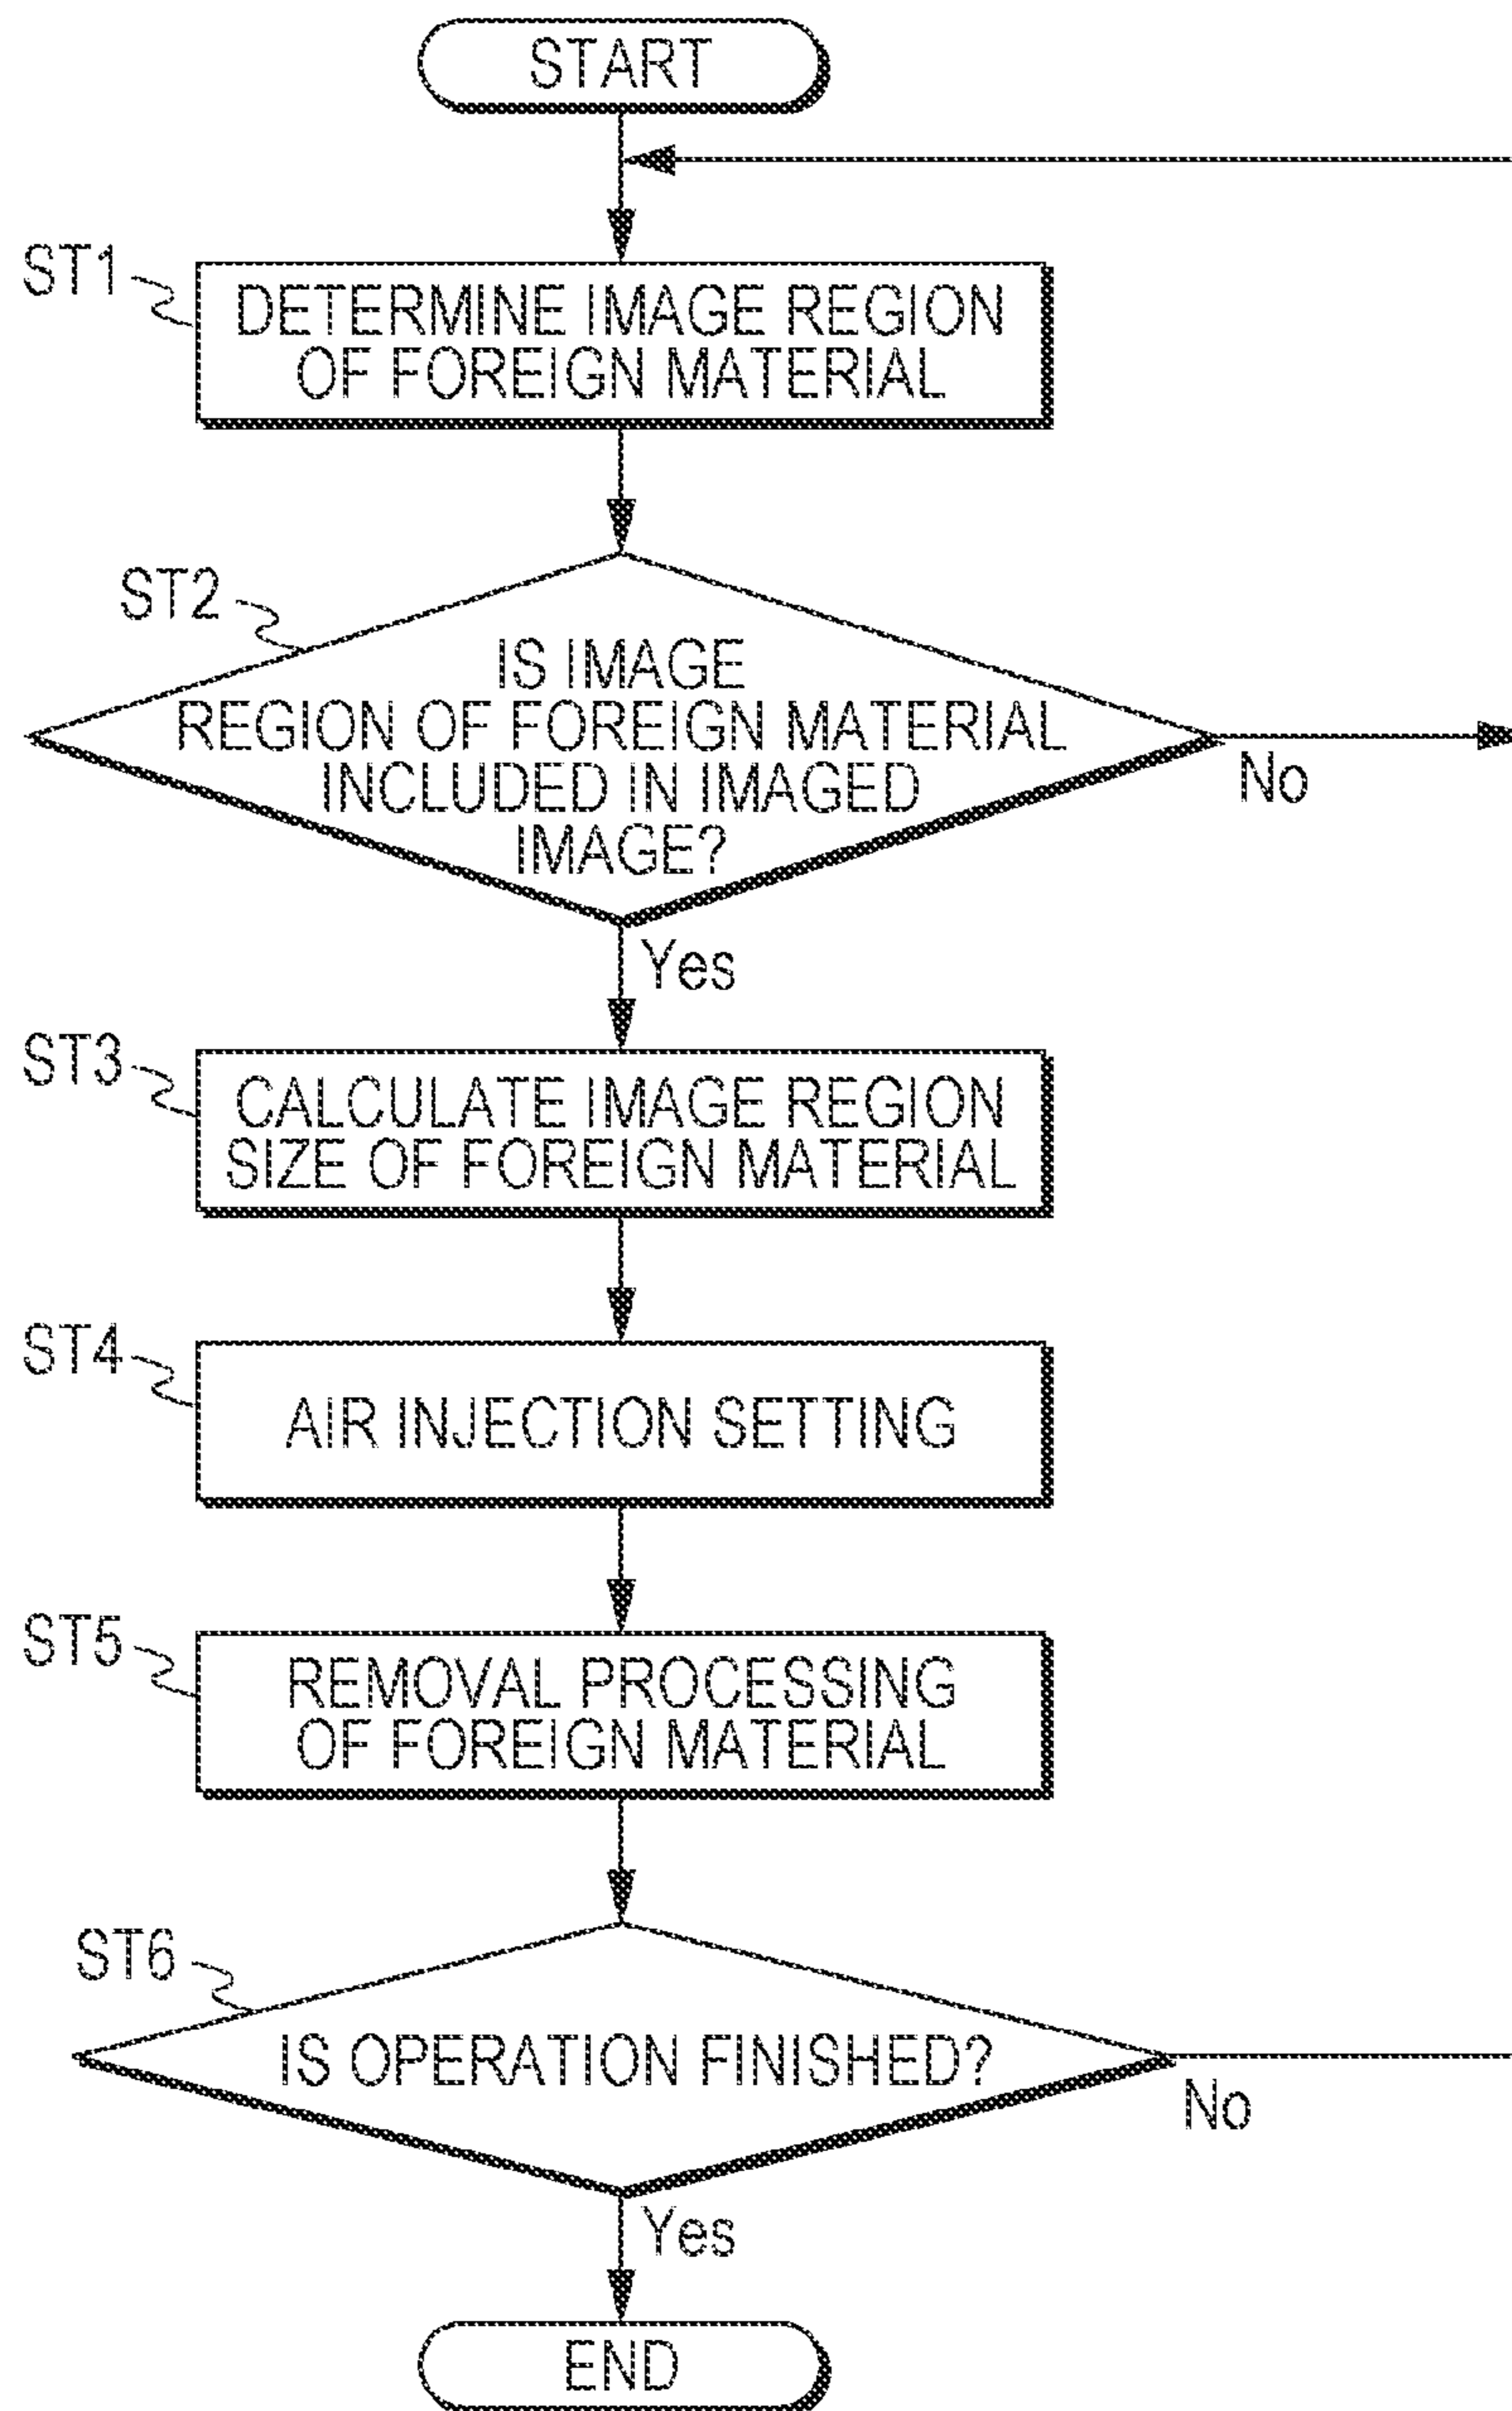 START
ST1
DETERMINE IMAGE REGION
OF FOREIGN MATERIAL
ST2
IS IMAGE
REGION OF FOREIGN MATERIAL
INCLUDED IN IMAGED
IMAGE?
No
Yes
ST3
CALCULATE IMAGE REGION
SIZE OF FOREIGN MATERIAL
ST4
AIR INJECTION SETTING
ST5
REMOVAL PROCESSING
OF FOREIGN MATERIAL
ST6
IS OPERATION FINISHED?
No
Yes
END